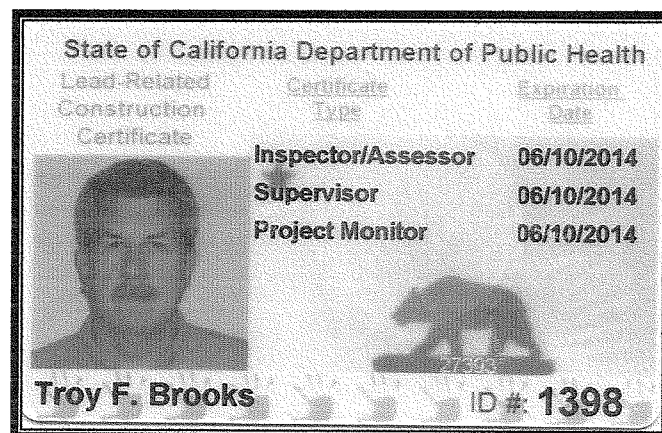 State of California Department of Public Health
Lead-Related
Construction
Certificate
Certificate
Type
Expiration
Date
Inspector/Assessor 06/10/2014
Supervisor 06/10/2014
Project Monitor 06/10/2014
27393
Troy F. Brooks
ID #: 1398